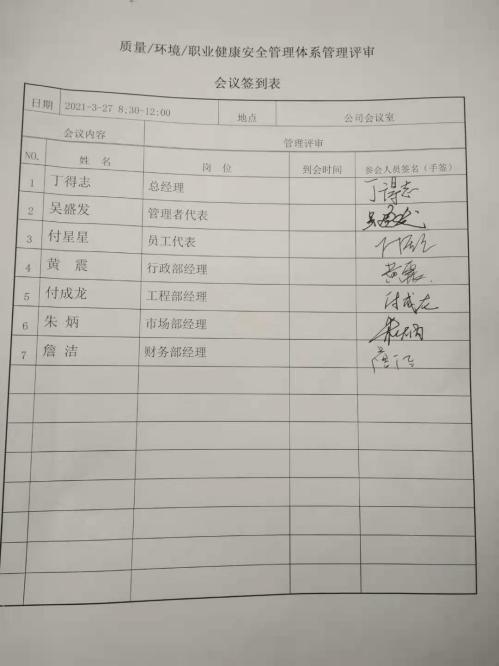 质量/环境/职业健康安全管理体系管理评审
会议签到表
日期 2021-3-27 8:30-12:00 地点 公司会议室
会议内容 管理评审
NO. 姓 名 岗 位 到会时间 参会人员签名（手签）
1 丁得志 总经理 丁得志
2 吴盛发 管理者代表 吴盛发
3 付星星 员工代表
4 黄 震 行政部经理 黄震
5 付成龙 工程部经理 付成龙
6 朱 炳 市场部经理 朱炳
7 詹 洁 财务部经理 詹洁